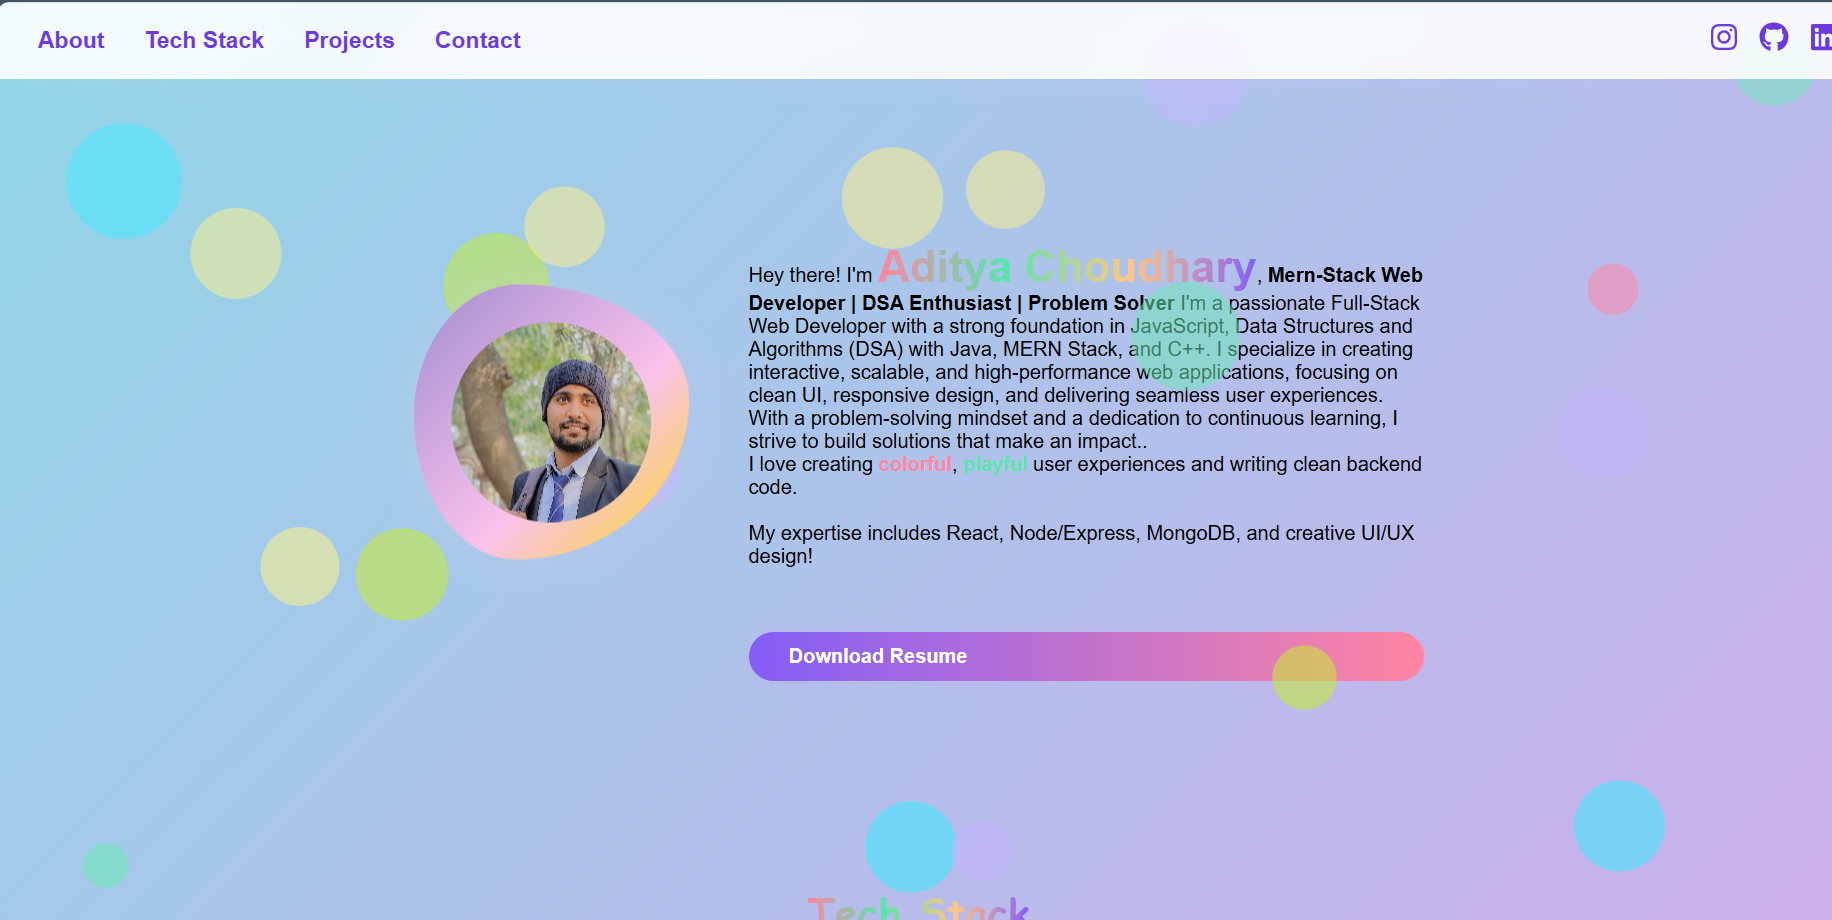 About Tech Stack Projects Contact
Hey there! I'm Aditya Choudhary, Mern-Stack Web
Developer | DSA Enthusiast | Problem Solver I'm a passionate Full-Stack
Web Developer with a strong foundation in JavaScript, Data Structures and
Algorithms (DSA) with Java, MERN Stack, and C++. I specialize in creating
interactive, scalable, and high-performance web applications, focusing on
clean UI, responsive design, and delivering seamless user experiences.
With a problem-solving mindset and a dedication to continuous learning, I
strive to build solutions that make an impact..
I love creating colorful, playful user experiences and writing clean backend
code.
My expertise includes React, Node/Express, MongoDB, and creative UI/UX
design!
Download Resume
Tech Stack